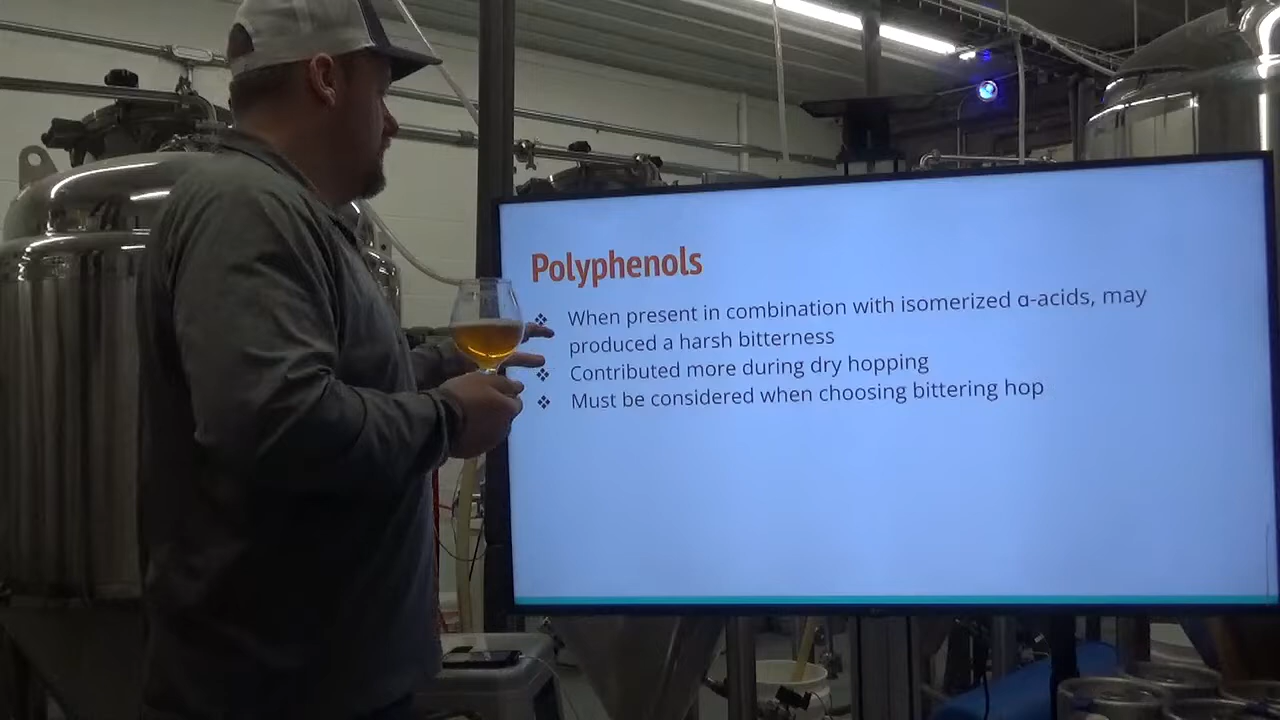 Polyphenols
❖ When present in combination with isomerized ɑ-acids, may
produced a harsh bitterness
❖ Contributed more during dry hopping
❖ Must be considered when choosing bittering hop